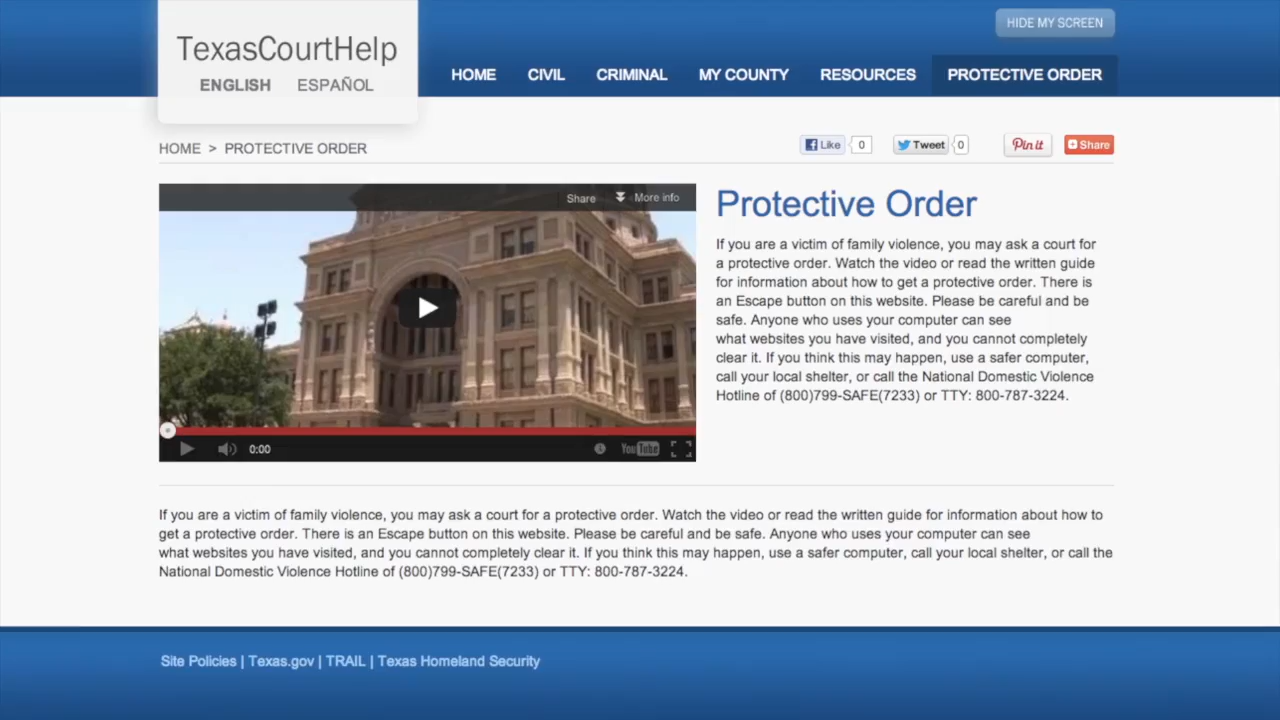 HIDE MY SCREEN
TexasCourtHelp
ENGLISH ESPAÑOL
HOME CIVIL CRIMINAL MY COUNTY RESOURCES PROTECTIVE ORDER
HOME > PROTECTIVE ORDER
Like 0 Tweet 0 Pin it Share
Share More info
0:00 YouTube
Protective Order
If you are a victim of family violence, you may ask a court for
a protective order. Watch the video or read the written guide
for information about how to get a protective order. There is
an Escape button on this website. Please be careful and be
safe. Anyone who uses your computer can see
what websites you have visited, and you cannot completely
clear it. If you think this may happen, use a safer computer,
call your local shelter, or call the National Domestic Violence
Hotline of (800)799-SAFE(7233) or TTY: 800-787-3224.
If you are a victim of family violence, you may ask a court for a protective order. Watch the video or read the written guide for information about how to
get a protective order. There is an Escape button on this website. Please be careful and be safe. Anyone who uses your computer can see
what websites you have visited, and you cannot completely clear it. If you think this may happen, use a safer computer, call your local shelter, or call the
National Domestic Violence Hotline of (800)799-SAFE(7233) or TTY: 800-787-3224.
Site Policies | Texas.gov | TRAIL | Texas Homeland Security